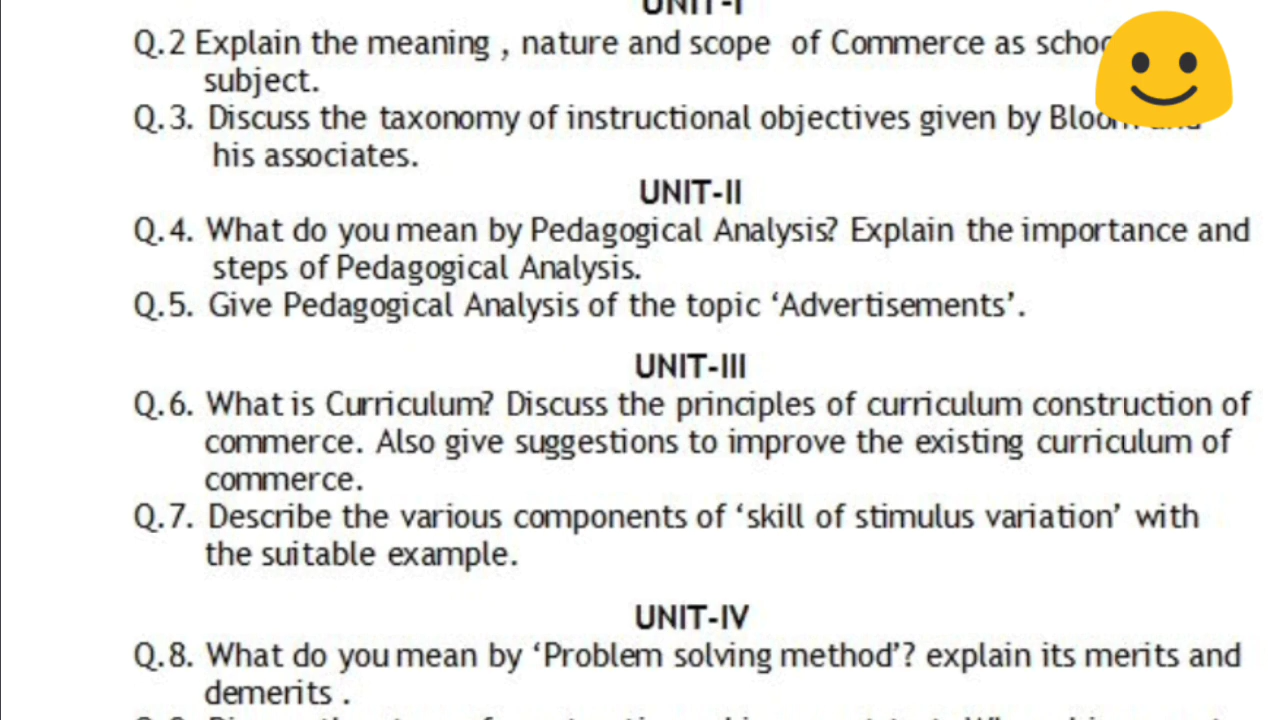 UNIT-I
Q.2 Explain the meaning , nature and scope of Commerce as
subject.
Q.3. Discuss the taxonomy of instructional objectives given by Bloom and
his associates.
UNIT-II
Q.4. What do you mean by Pedagogical Analysis? Explain the importance and
steps of Pedagogical Analysis.
Q.5. Give Pedagogical Analysis of the topic ‘Advertisements’.
UNIT-III
Q.6. What is Curriculum? Discuss the principles of curriculum construction of
commerce. Also give suggestions to improve the existing curriculum of
commerce.
Q.7. Describe the various components of ‘skill of stimulus variation’ with
the suitable example.
UNIT-IV
Q.8. What do you mean by ‘Problem solving method’? explain its merits and
demerits .